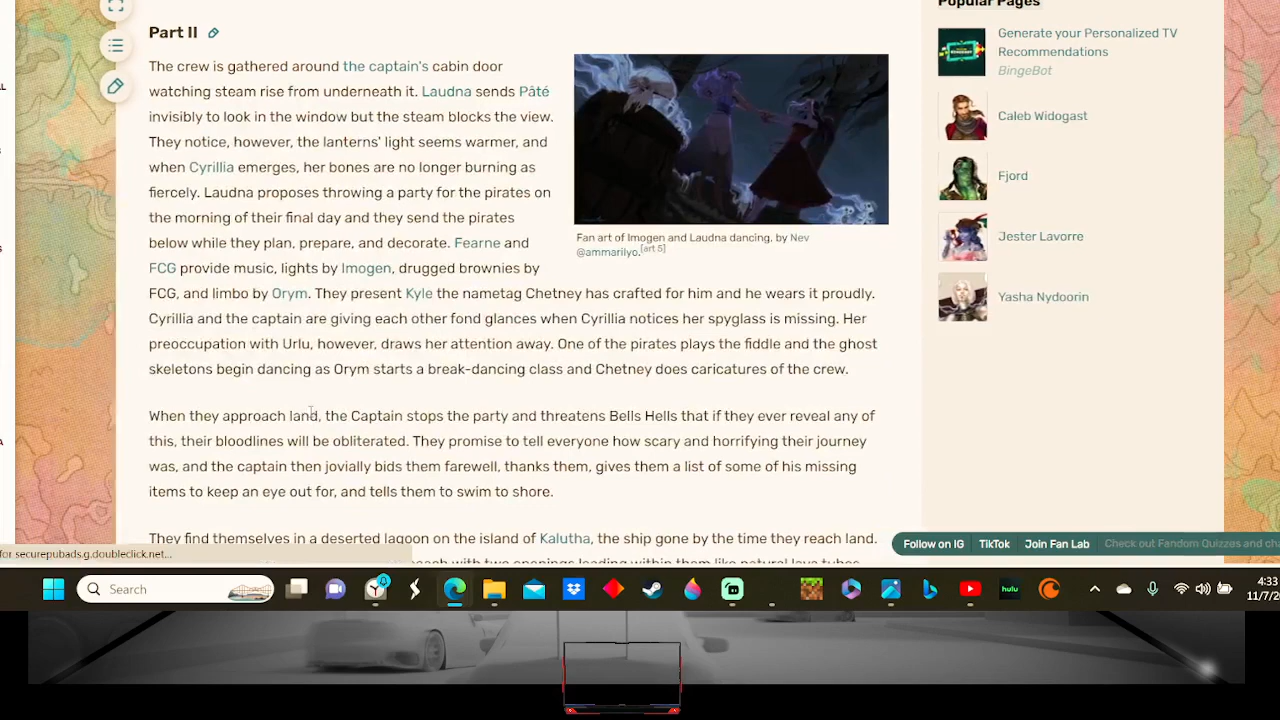 Popular Pages
Part II
The crew is gathered around the captain's cabin door
watching steam rise from underneath it. Laudna sends Pâté
invisibly to look in the window but the steam blocks the view.
They notice, however, the lanterns' light seems warmer, and
when Cyrillia emerges, her bones are no longer burning as
fiercely. Laudna proposes throwing a party for the pirates on
the morning of their final day and they send the pirates
below while they plan, prepare, and decorate. Fearne and
FCG provide music, lights by Imogen, drugged brownies by
FCG, and limbo by Orym. They present Kyle the nametag Chetney has crafted for him and he wears it proudly.
Cyrillia and the captain are giving each other fond glances when Cyrillia notices her spyglass is missing. Her
preoccupation with Urlu, however, draws her attention away. One of the pirates plays the fiddle and the ghost
skeletons begin dancing as Orym starts a break-dancing class and Chetney does caricatures of the crew.
Fan art of Imogen and Laudna dancing, by Nev
@ammarilyo.[art 5]
When they approach land, the Captain stops the party and threatens Bells Hells that if they ever reveal any of
this, their bloodlines will be obliterated. They promise to tell everyone how scary and horrifying their journey
was, and the captain then jovially bids them farewell, thanks them, gives them a list of some of his missing
items to keep an eye out for, and tells them to swim to shore.
They find themselves in a deserted lagoon on the island of Kalutha, the ship gone by the time they reach land.
with two openings leading within them like natural lava tubes
Generate your Personalized TV
Recommendations
BingeBot
Caleb Widogast
Fjord
Jester Lavorre
Yasha Nydoorin
Follow on IG
TikTok
Join Fan Lab
Check out Fandom Quizzes and
for securepubads.g.doubleclick.net...
Search
hulu
4:33
11/7/2